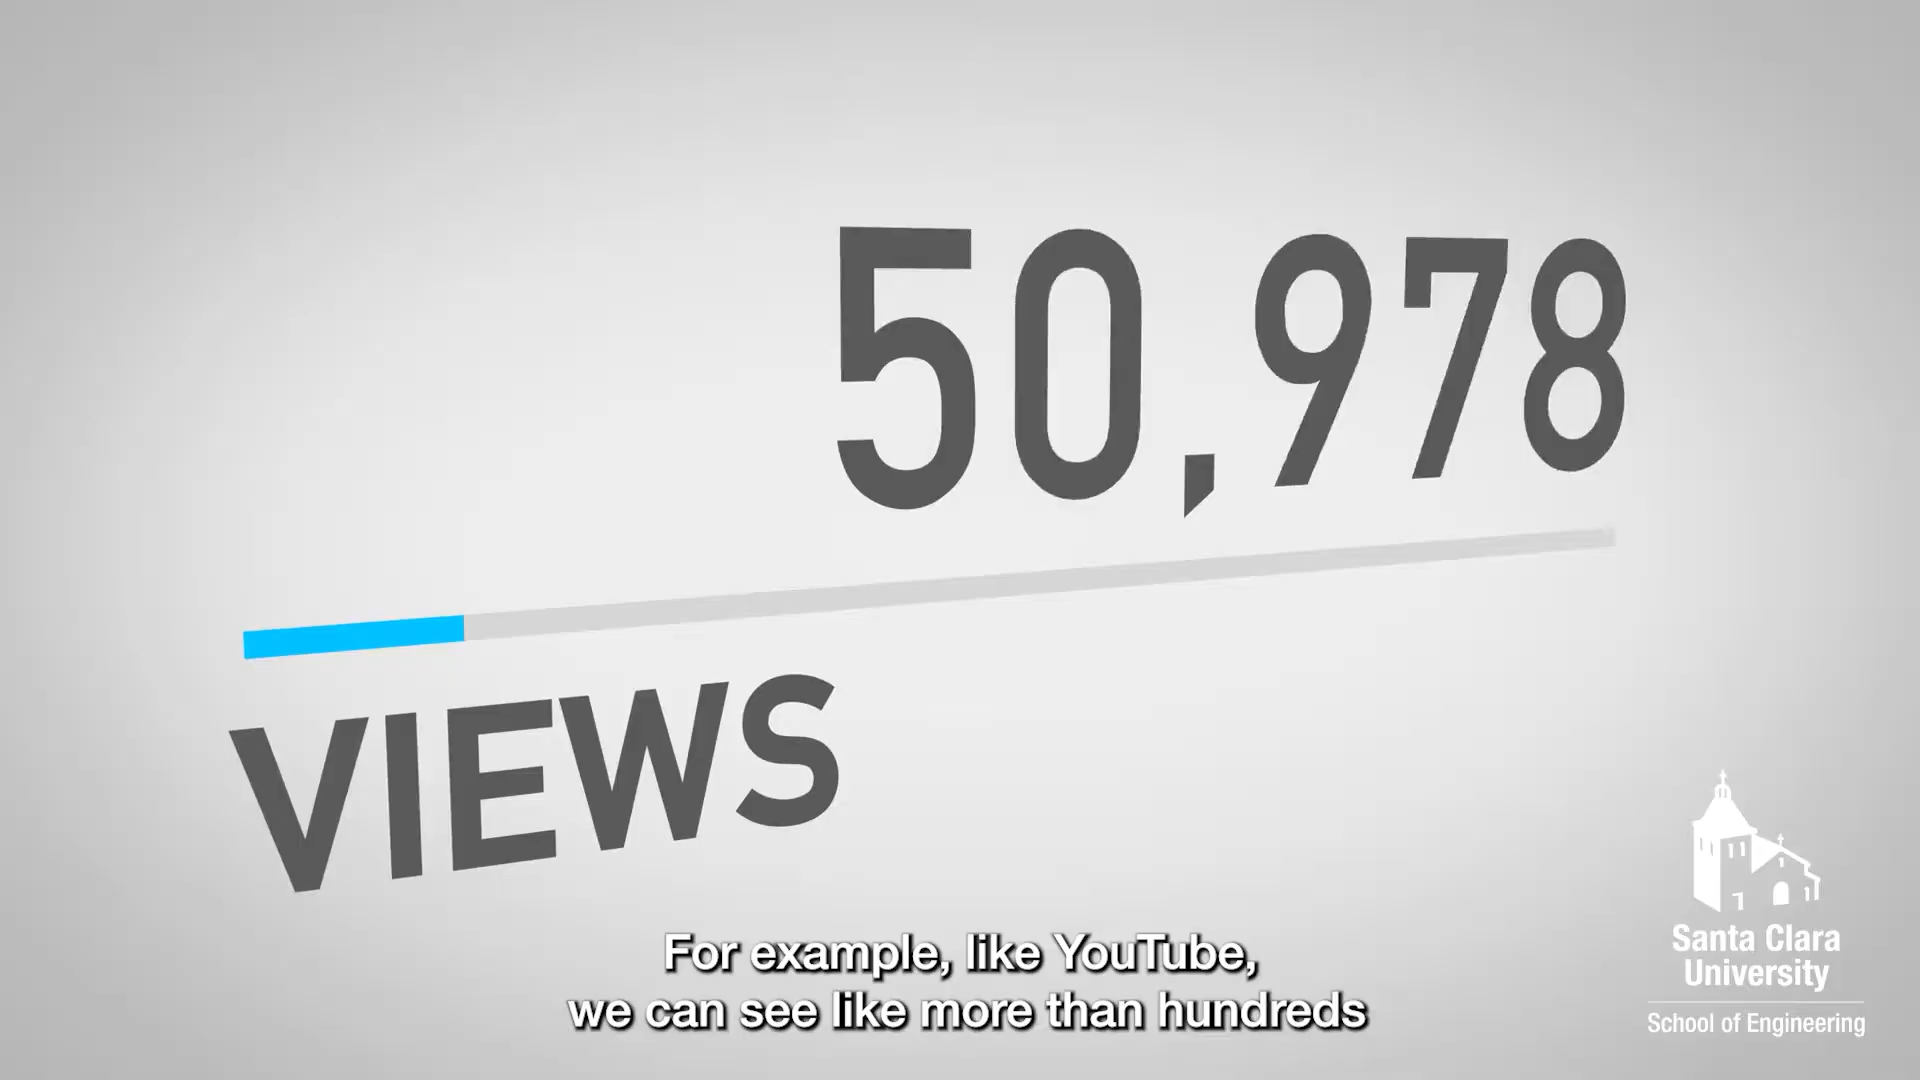 50,978
VIEWS
For example, like YouTube,
we can see like more than hundreds
Santa Clara
University
School of Engineering